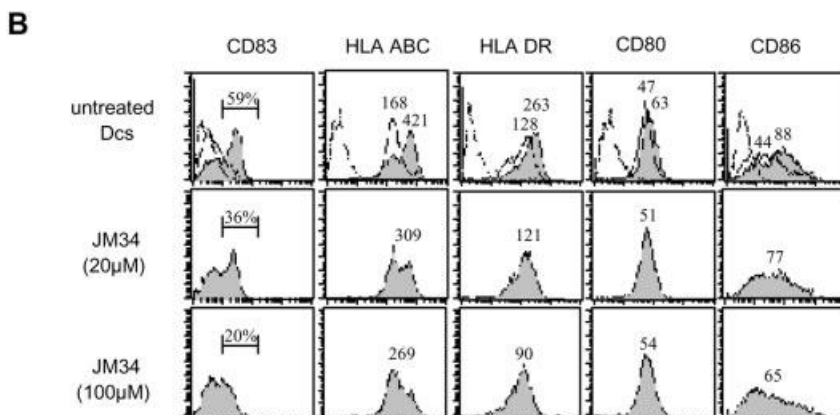 B
CD83 HLA ABC HLA DR CD80 CD86
untreated
Dcs
59% 168 421 263 128 47 63 44 88
JM34
(20µM)
36% 309 121 51 77
JM34
(100µM)
20% 269 90 54 65